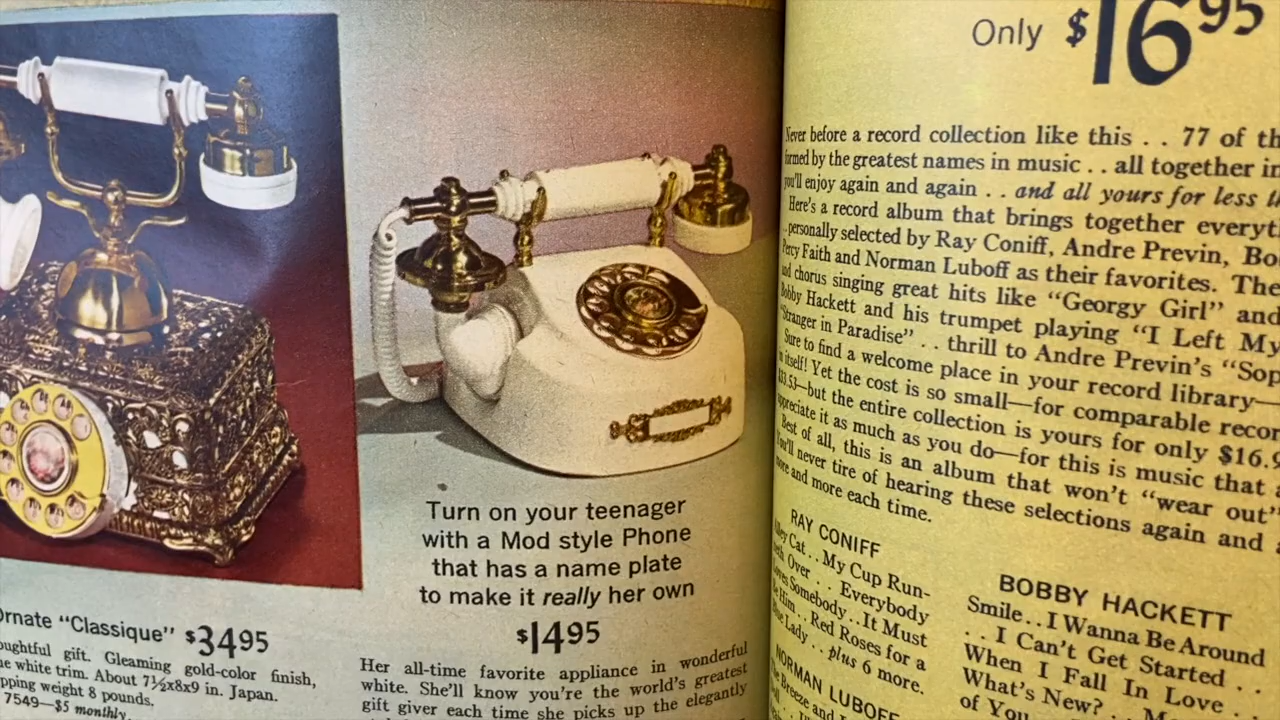 Ornate "Classique" $34.95
oughtful gift. Gleaming gold-color finish,
white trim. About 7½x8x9 in. Japan.
pping weight 8 pounds.
7549—$5 monthly.
Turn on your teenager
with a Mod style Phone
that has a name plate
to make it really her own
$14.95
Her all-time favorite appliance in wonderful
white. She'll know you're the world's greatest
gift giver each time she picks up the elegantly
Only $16.95
Never before a record collection like this . . 77 of th
formed by the greatest names in music . . all together in
you'll enjoy again and again . . and all yours for less t
Here's a record album that brings together everyt
. . personally selected by Ray Coniff, Andre Previn, Bo
Percy Faith and Norman Luboff as their favorites. The
and chorus singing great hits like "Georgy Girl" and
Bobby Hackett and his trumpet playing "I Left My
"Stranger in Paradise" . . thrill to Andre Previn's "Sop
Sure to find a welcome place in your record library—
in itself! Yet the cost is so small—for comparable recor
$13.53—but the entire collection is yours for only $16.9
appreciate it as much as you do—for this is music that
Best of all, this is an album that won't "wear out"
You'll never tire of hearing these selections again and
more and more each time.
RAY CONIFF
Alley Cat . . My Cup Run-
neth Over . . Everybody
Loves Somebody . . It Must
Be Him . . Red Roses for a
Blue Lady . . plus 6 more.
NORMAN LUBOFF
The Breeze and
BOBBY HACKETT
Smile . . I Wanna Be Around
. . I Can't Get Started . .
When I Fall In Love . .
What's New? . .
of You